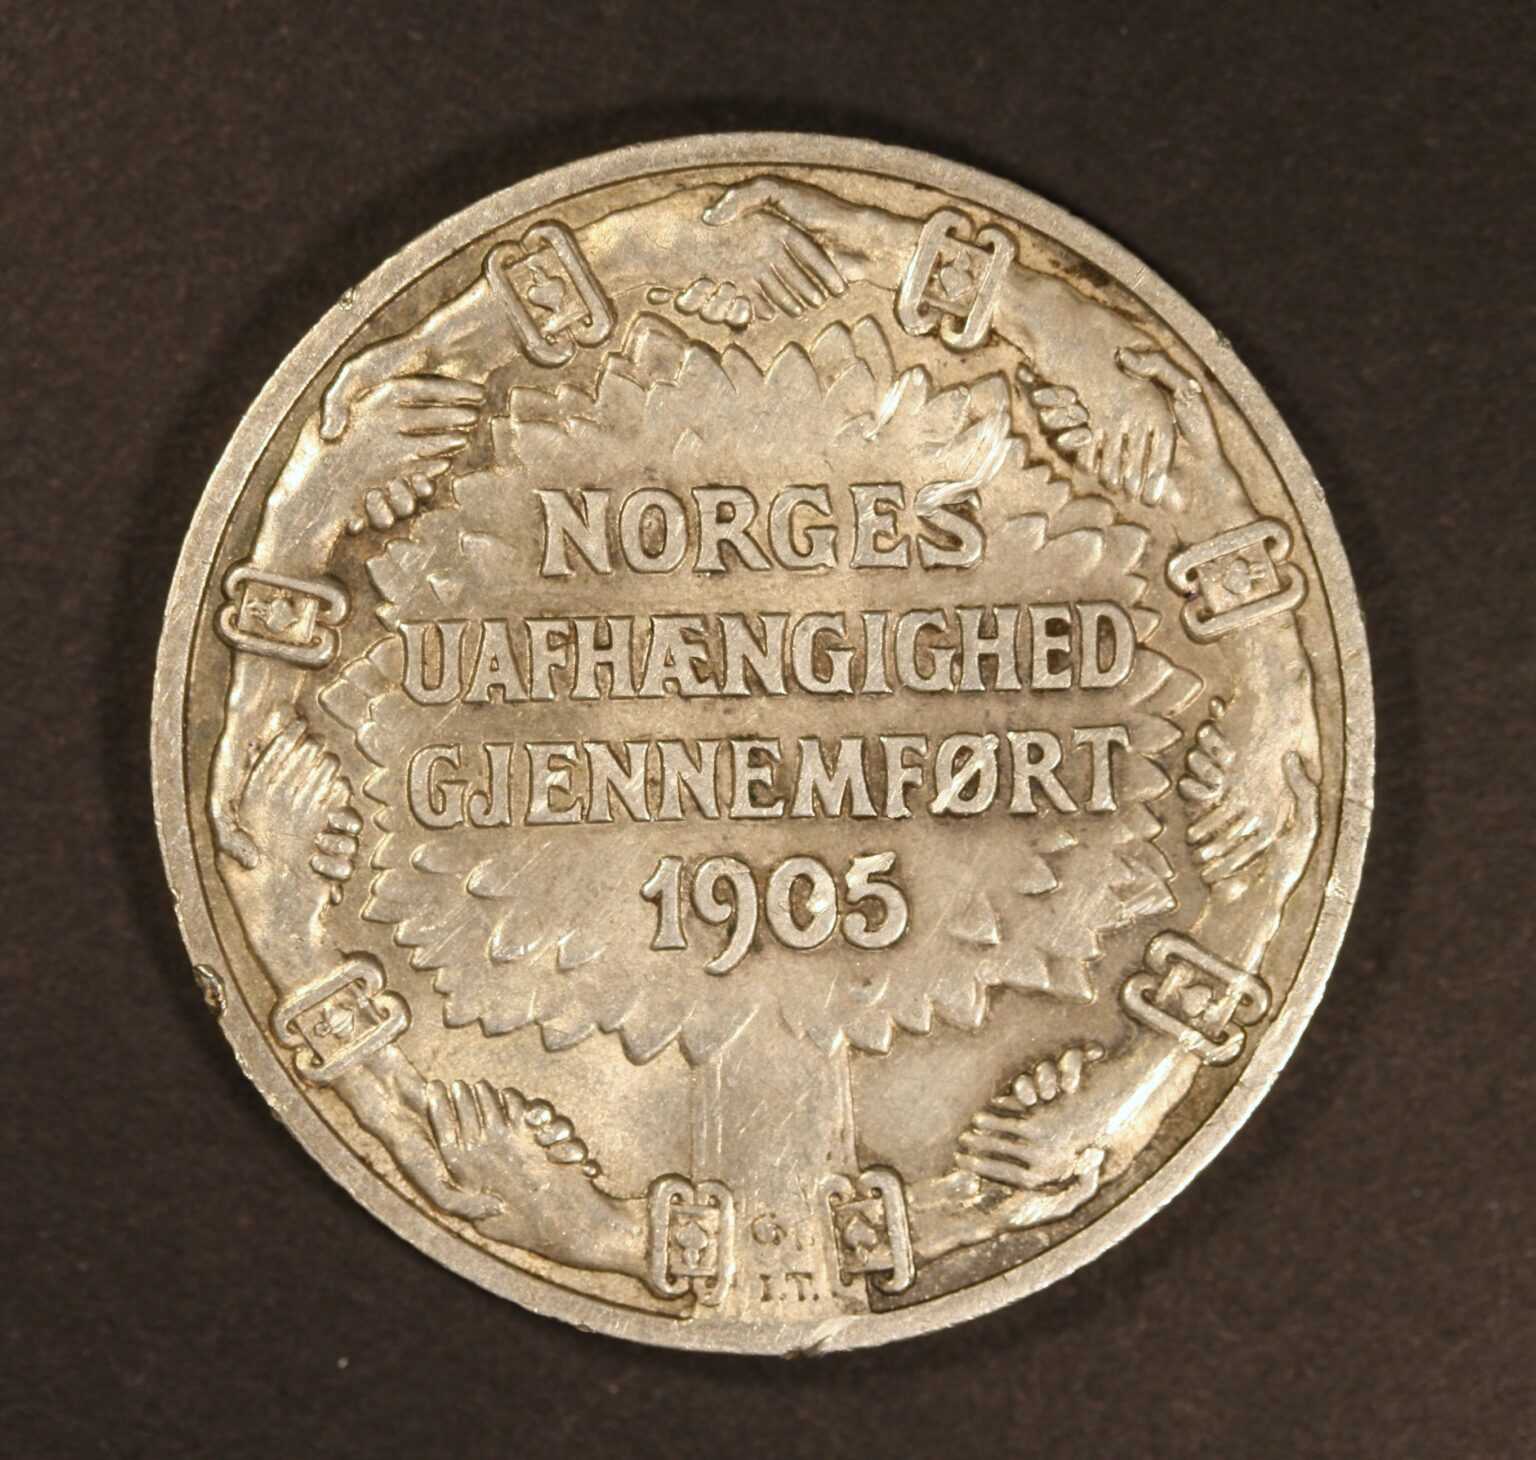 NORGES
UAFHÆNGIGHED
GJENNEMFØRT
1905
I.T.